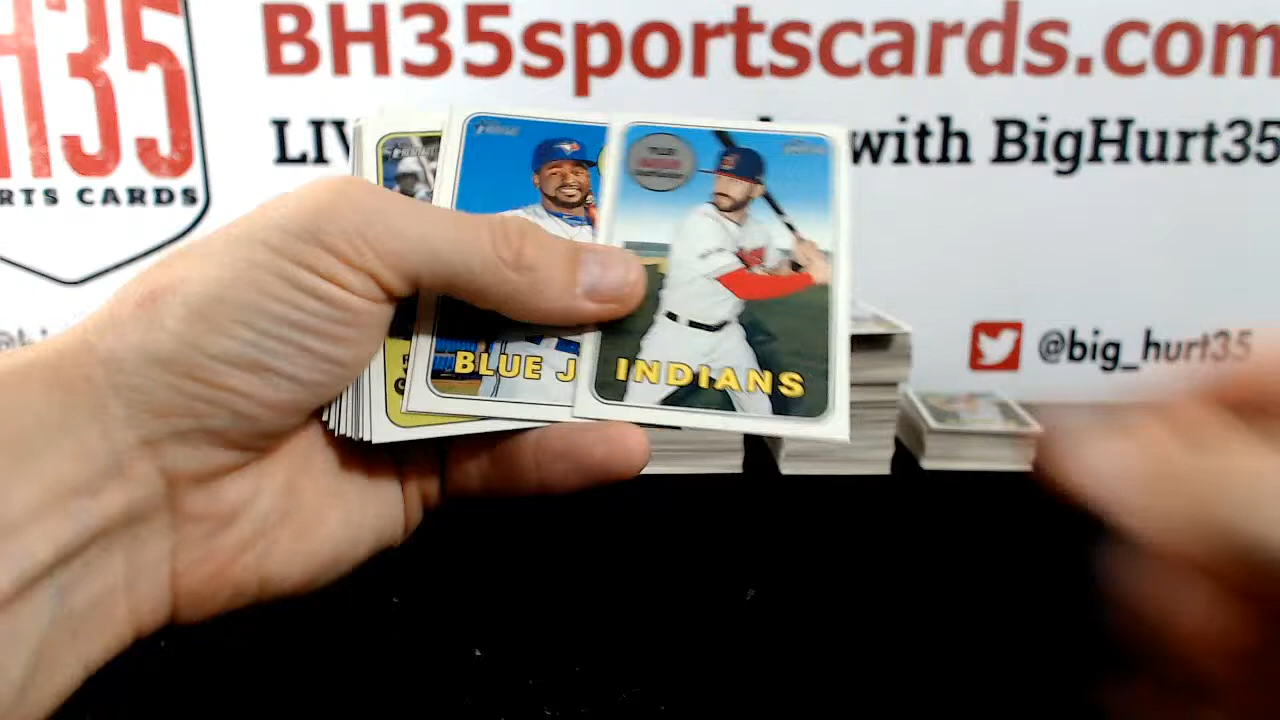 BH35sportscards.com
H35
RTS CARDS
LIV with BigHurt35
@big_hurt35
BLUE J
INDIANS